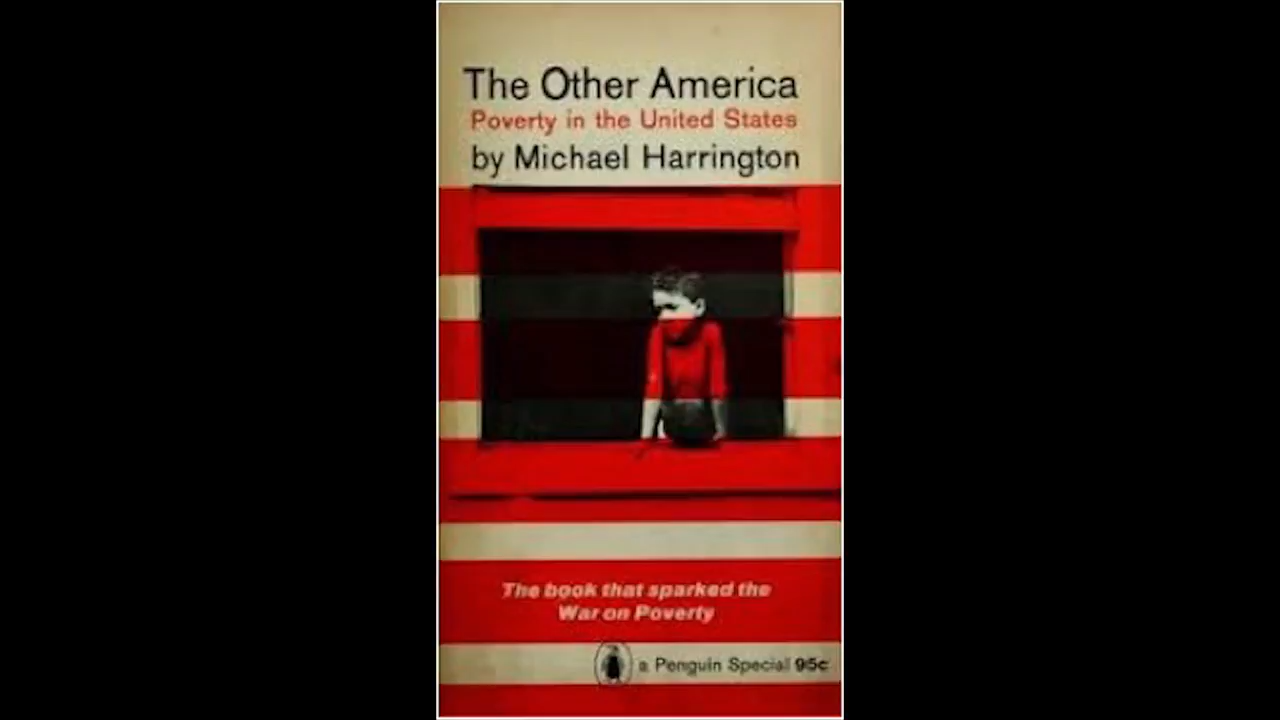 The Other America
Poverty in the United States
by Michael Harrington
The book that sparked the
War on Poverty
a Penguin Special 95c